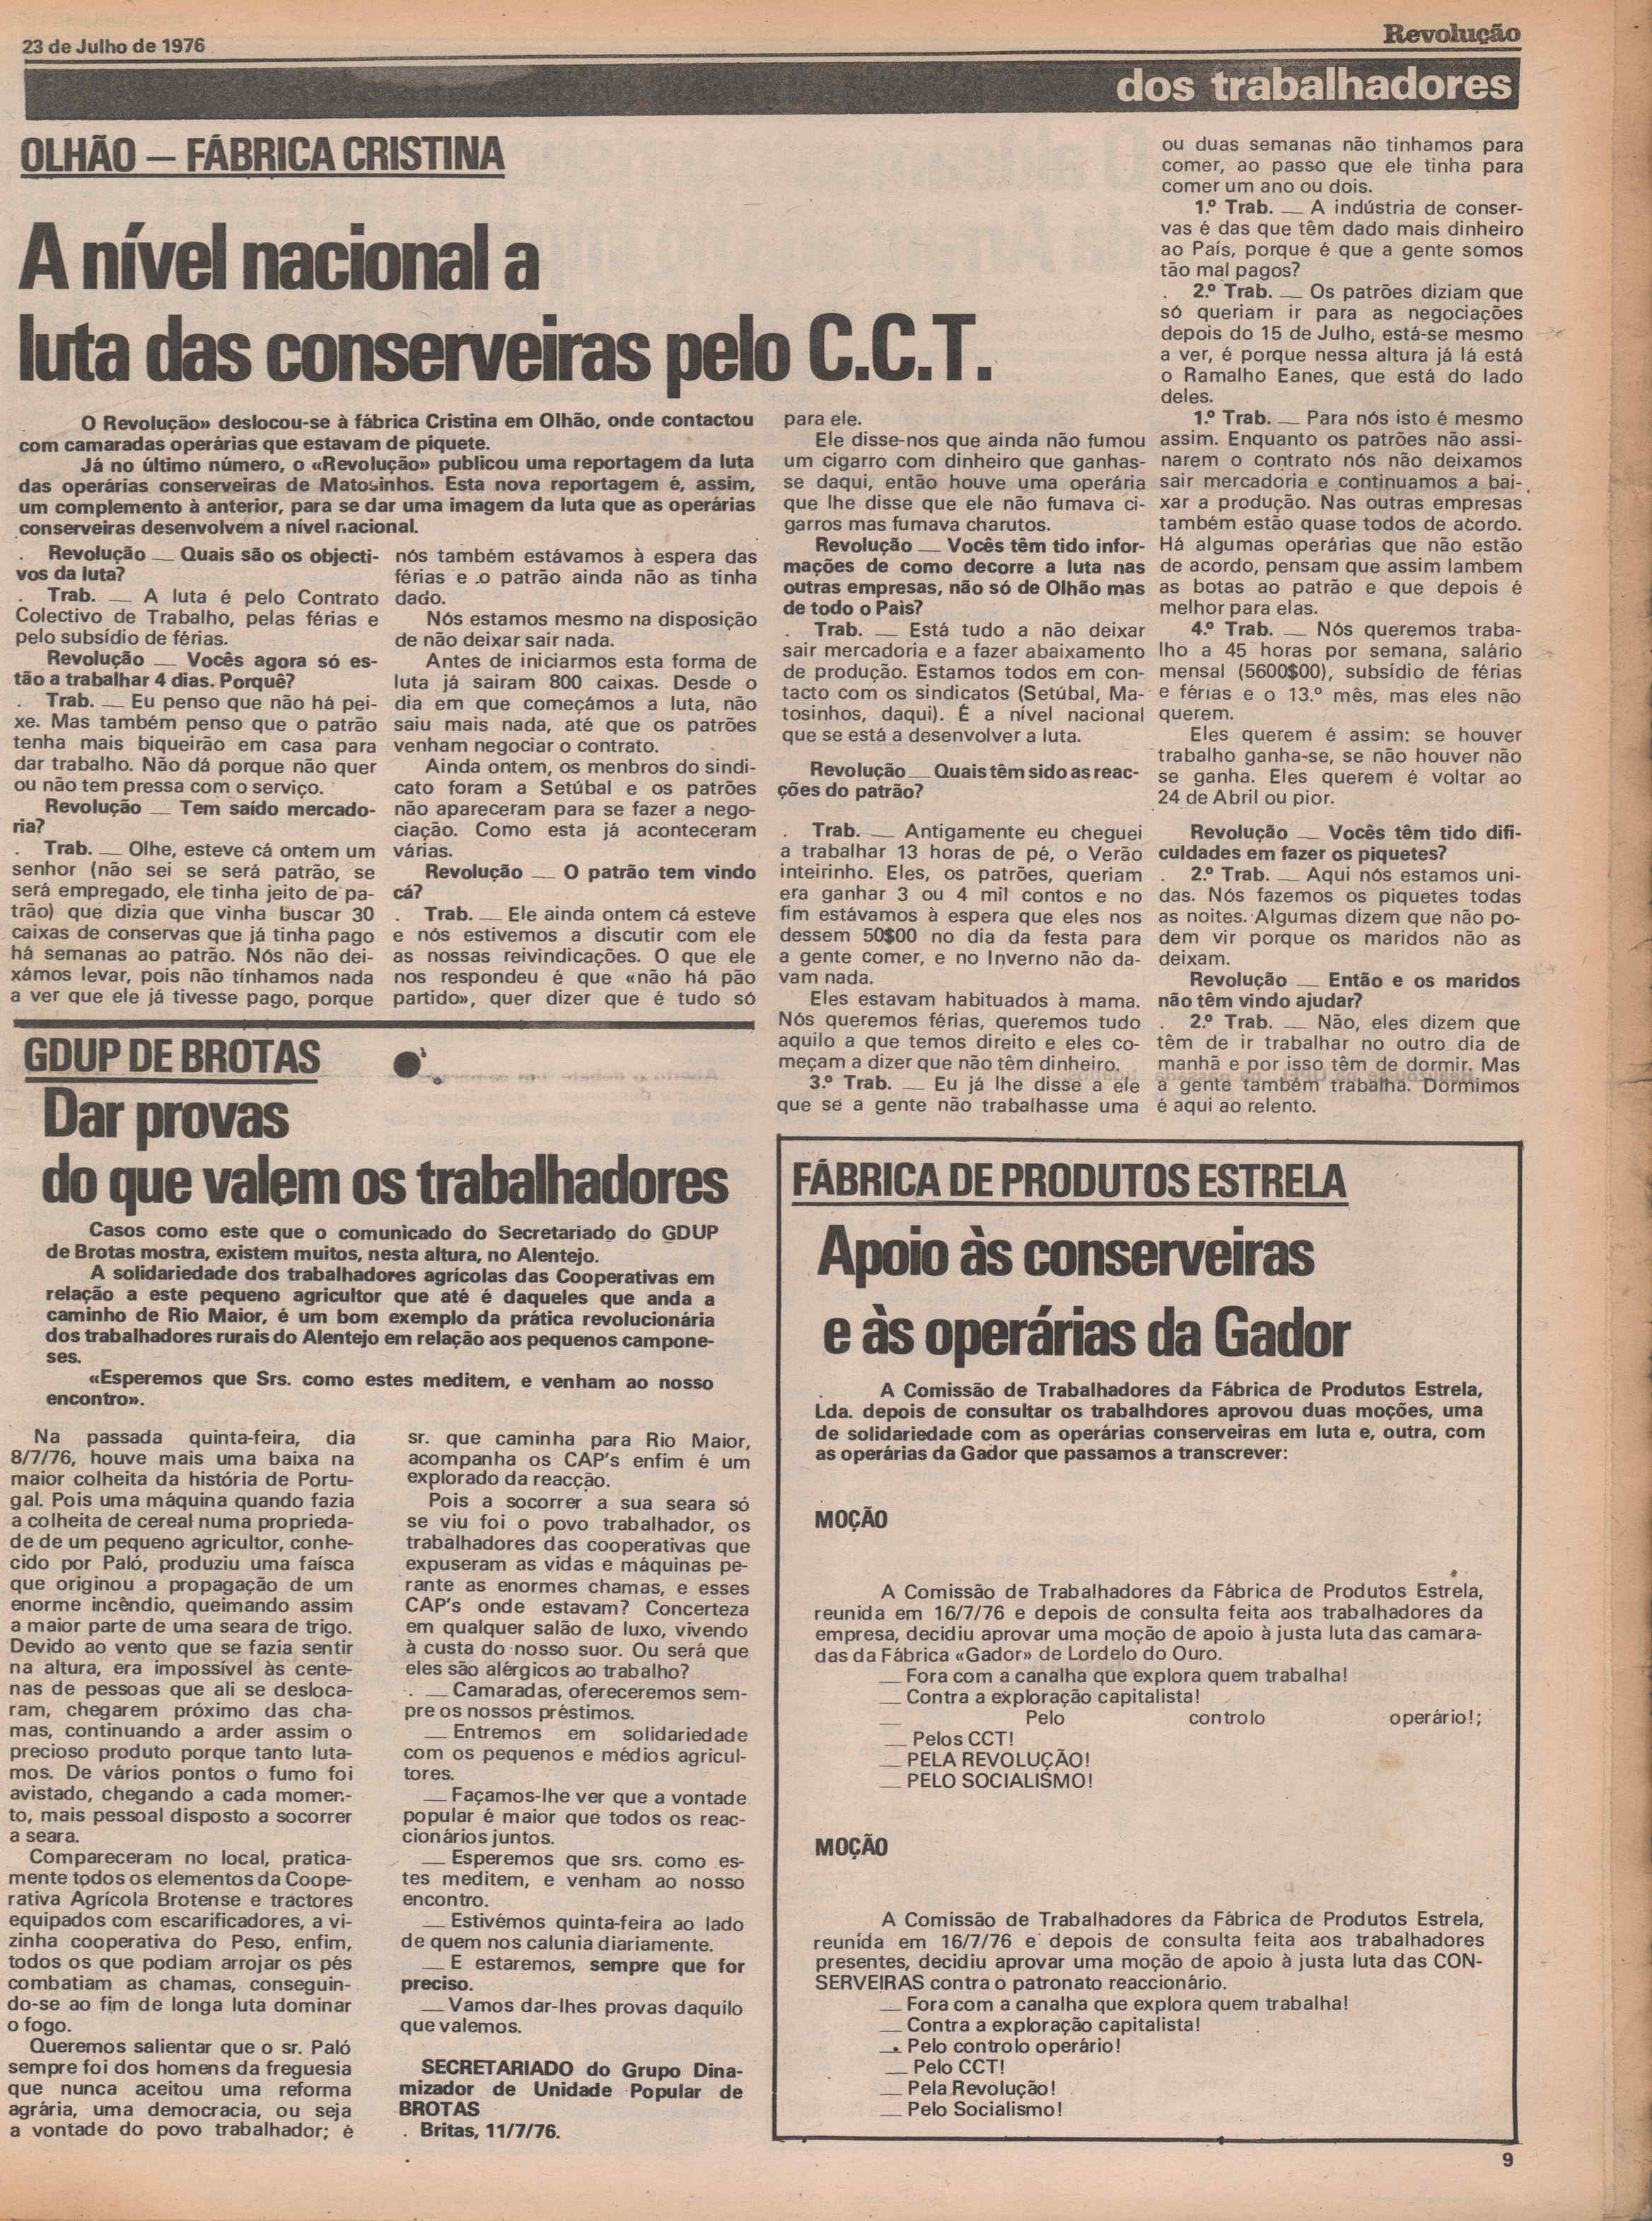 23 de Julho de 1976
Revolução
dos trabalhadores
OLHÃO — FÁBRICA CRISTINA
A nível nacional a
luta das conserveiras pelo C.C.T.
O Revolução» deslocou-se à fábrica Cristina em Olhão, onde contactou
com camaradas operárias que estavam de piquete.
Já no último número, o «Revolução» publicou uma reportagem da luta
das operárias conserveiras de Matosinhos. Esta nova reportagem é, assim,
um complemento à anterior, para se dar uma imagem da luta que as operárias
conserveiras desenvolvem a nível nacional.
Revolução — Quais são os objecti-
vos da luta?
Trab. — A luta é pelo Contrato
Colectivo de Trabalho, pelas férias e
pelo subsídio de férias.
Revolução — Vocês agora só es-
tão a trabalhar 4 dias. Porquê?
Trab. — Eu penso que não há pei-
xe. Mas também penso que o patrão
tenha mais biqueirão em casa para
dar trabalho. Não dá porque não quer
ou não tem pressa com o serviço.
Revolução — Tem saído mercado-
ria?
Trab. — Olhe, esteve cá ontem um
senhor (não sei se será patrão, se
será empregado, ele tinha jeito de pa-
trão) que dizia que vinha buscar 30
caixas de conservas que já tinha pago
há semanas ao patrão. Nós não dei-
xámos levar, pois não tínhamos nada
a ver que ele já tivesse pago, porque
nós também estávamos à espera das
férias e o patrão ainda não as tinha
dado.
Nós estamos mesmo na disposição
de não deixar sair nada.
Antes de iniciarmos esta forma de
luta já sairam 800 caixas. Desde o
dia em que começámos a luta, não
saiu mais nada, até que os patrões
venham negociar o contrato.
Ainda ontem, os menbros do sindi-
cato foram a Setúbal e os patrões
não apareceram para se fazer a nego-
ciação. Como esta já aconteceram
várias.
Revolução — O patrão tem vindo
cá?
Trab. — Ele ainda ontem cá esteve
e nós estivemos a discutir com ele
as nossas reivindicações. O que ele
nos respondeu é que «não há pão
partido», quer dizer que é tudo só
para ele.
Ele disse-nos que ainda não fumou
um cigarro com dinheiro que ganhas-
se daqui, então houve uma operária
que lhe disse que ele não fumava ci-
garros mas fumava charutos.
Revolução — Vocês têm tido infor-
mações de como decorre a luta nas
outras empresas, não só de Olhão mas
de todo o Pais?
Trab. — Está tudo a não deixar
sair mercadoria e a fazer abaixamento
de produção. Estamos todos em con-
tacto com os sindicatos (Setúbal, Ma-
tosinhos, daqui). É a nível nacional
que se está a desenvolver a luta.
Revolução — Quais têm sido as reac-
ções do patrão?
Trab. — Antigamente eu cheguei
a trabalhar 13 horas de pé, o Verão
inteirinho. Eles, os patrões, queriam
era ganhar 3 ou 4 mil contos e no
fim estávamos à espera que eles nos
dessem 50$00 no dia da festa para
a gente comer, e no Inverno não da-
vam nada.
Eles estavam habituados à mama.
Nós queremos férias, queremos tudo
aquilo a que temos direito e eles co-
meçam a dizer que não têm dinheiro.
3.º Trab. — Eu já lhe disse a ele
que se a gente não trabalhasse uma
ou duas semanas não tinhamos para
comer, ao passo que ele tinha para
comer um ano ou dois.
1.º Trab. — A indústria de conser-
vas é das que têm dado mais dinheiro
ao País, porque é que a gente somos
tão mal pagos?
2.º Trab. — Os patrões diziam que
só queriam ir para as negociações
depois do 15 de Julho, está-se mesmo
a ver, é porque nessa altura já lá está
o Ramalho Eanes, que está do lado
deles.
1.º Trab. — Para nós isto é mesmo
assim. Enquanto os patrões não assi-
narem o contrato nós não deixamos
sair mercadoria e continuamos a bai-
xar a produção. Nas outras empresas
também estão quase todos de acordo.
Há algumas operárias que não estão
de acordo, pensam que assim lambem
as botas ao patrão e que depois é
melhor para elas.
4.º Trab. — Nós queremos traba-
lho a 45 horas por semana, salário
mensal (5600$00), subsídio de férias
e férias e o 13.º mês, mas eles não
querem.
Eles querem é assim: se houver
trabalho ganha-se, se não houver não
se ganha. Eles querem é voltar ao
24 de Abril ou pior.
Revolução — Vocês têm tido difi-
culdades em fazer os piquetes?
2.º Trab. — Aqui nós estamos uni-
das. Nós fazemos os piquetes todas
as noites. Algumas dizem que não po-
dem vir porque os maridos não as
deixam.
Revolução — Então e os maridos
não têm vindo ajudar?
2.º Trab. — Não, eles dizem que
têm de ir trabalhar no outro dia de
manhã e por isso têm de dormir. Mas
a gente também trabalha. Dormimos
é aqui ao relento.
GDUP DE BROTAS
Dar provas
do que valem os trabalhadores
Casos como este que o comunicado do Secretariado do GDUP
de Brotas mostra, existem muitos, nesta altura, no Alentejo.
A solidariedade dos trabalhadores agrícolas das Cooperativas em
relação a este pequeno agricultor que até é daqueles que anda a
caminho de Rio Maior, é um bom exemplo da prática revolucionária
dos trabalhadores rurais do Alentejo em relação aos pequenos campone-
ses.
«Esperemos que Srs. como estes meditem, e venham ao nosso
encontro».
Na passada quinta-feira, dia
8/7/76, houve mais uma baixa na
maior colheita da história de Portu-
gal. Pois uma máquina quando fazia
a colheita de cereal numa proprieda-
de de um pequeno agricultor, conhe-
cido por Paló, produziu uma faísca
que originou a propagação de um
enorme incêndio, queimando assim
a maior parte de uma seara de trigo.
Devido ao vento que se fazia sentir
na altura, era impossível às cente-
nas de pessoas que ali se desloca-
ram, chegarem próximo das cha-
mas, continuando a arder assim o
precioso produto porque tanto luta-
mos. De vários pontos o fumo foi
avistado, chegando a cada momen-
to, mais pessoal disposto a socorrer
a seara.
Compareceram no local, pratica-
mente todos os elementos da Coope-
rativa Agrícola Brotense e tractores
equipados com escarificadores, a vi-
zinha cooperativa do Peso, enfim,
todos os que podiam arrojar os pés
combatiam as chamas, conseguin-
do-se ao fim de longa luta dominar
o fogo.
Queremos salientar que o sr. Paló
sempre foi dos homens da freguesia
que nunca aceitou uma reforma
agrária, uma democracia, ou seja
a vontade do povo trabalhador; é
sr. que caminha para Rio Maior,
acompanha os CAP's enfim é um
explorado da reacção.
Pois a socorrer a sua seara só
se viu foi o povo trabalhador, os
trabalhadores das cooperativas que
expuseram as vidas e máquinas pe-
rante as enormes chamas, e esses
CAP's onde estavam? Concerteza
em qualquer salão de luxo, vivendo
à custa do nosso suor. Ou será que
eles são alérgicos ao trabalho?
— Camaradas, ofereceremos sem-
pre os nossos préstimos.
— Entremos em solidariedade
com os pequenos e médios agricul-
tores.
— Façamos-lhe ver que a vontade
popular é maior que todos os reac-
cionários juntos.
— Esperemos que srs. como es-
tes meditem, e venham ao nosso
encontro.
— Estivémos quinta-feira ao lado
de quem nos calunia diariamente.
— E estaremos, sempre que for
preciso.
— Vamos dar-lhes provas daquilo
que valemos.
SECRETARIADO do Grupo Dina-
mizador de Unidade Popular de
BROTAS
Britas, 11/7/76.
FÁBRICA DE PRODUTOS ESTRELA
Apoio às conserveiras
e às operárias da Gador
A Comissão de Trabalhadores da Fábrica de Produtos Estrela,
Lda. depois de consultar os trabalhdores aprovou duas moções, uma
de solidariedade com as operárias conserveiras em luta e, outra, com
as operárias da Gador que passamos a transcrever:
MOÇÃO
A Comissão de Trabalhadores da Fábrica de Produtos Estrela,
reunida em 16/7/76 e depois de consulta feita aos trabalhadores da
empresa, decidiu aprovar uma moção de apoio à justa luta das camara-
das da Fábrica «Gador» de Lordelo do Ouro.
— Fora com a canalha que explora quem trabalha!
— Contra a exploração capitalista!
— Pelo controlo operário!;
— Pelos CCT!
— PELA REVOLUÇÃO!
— PELO SOCIALISMO!
MOÇÃO
A Comissão de Trabalhadores da Fábrica de Produtos Estrela,
reunida em 16/7/76 e depois de consulta feita aos trabalhadores
presentes, decidiu aprovar uma moção de apoio à justa luta das CON-
SERVEIRAS contra o patronato reaccionário.
— Fora com a canalha que explora quem trabalha!
— Contra a exploração capitalista!
— Pelo controlo operário!
— Pelo CCT!
— Pela Revolução!
— Pelo Socialismo!
9